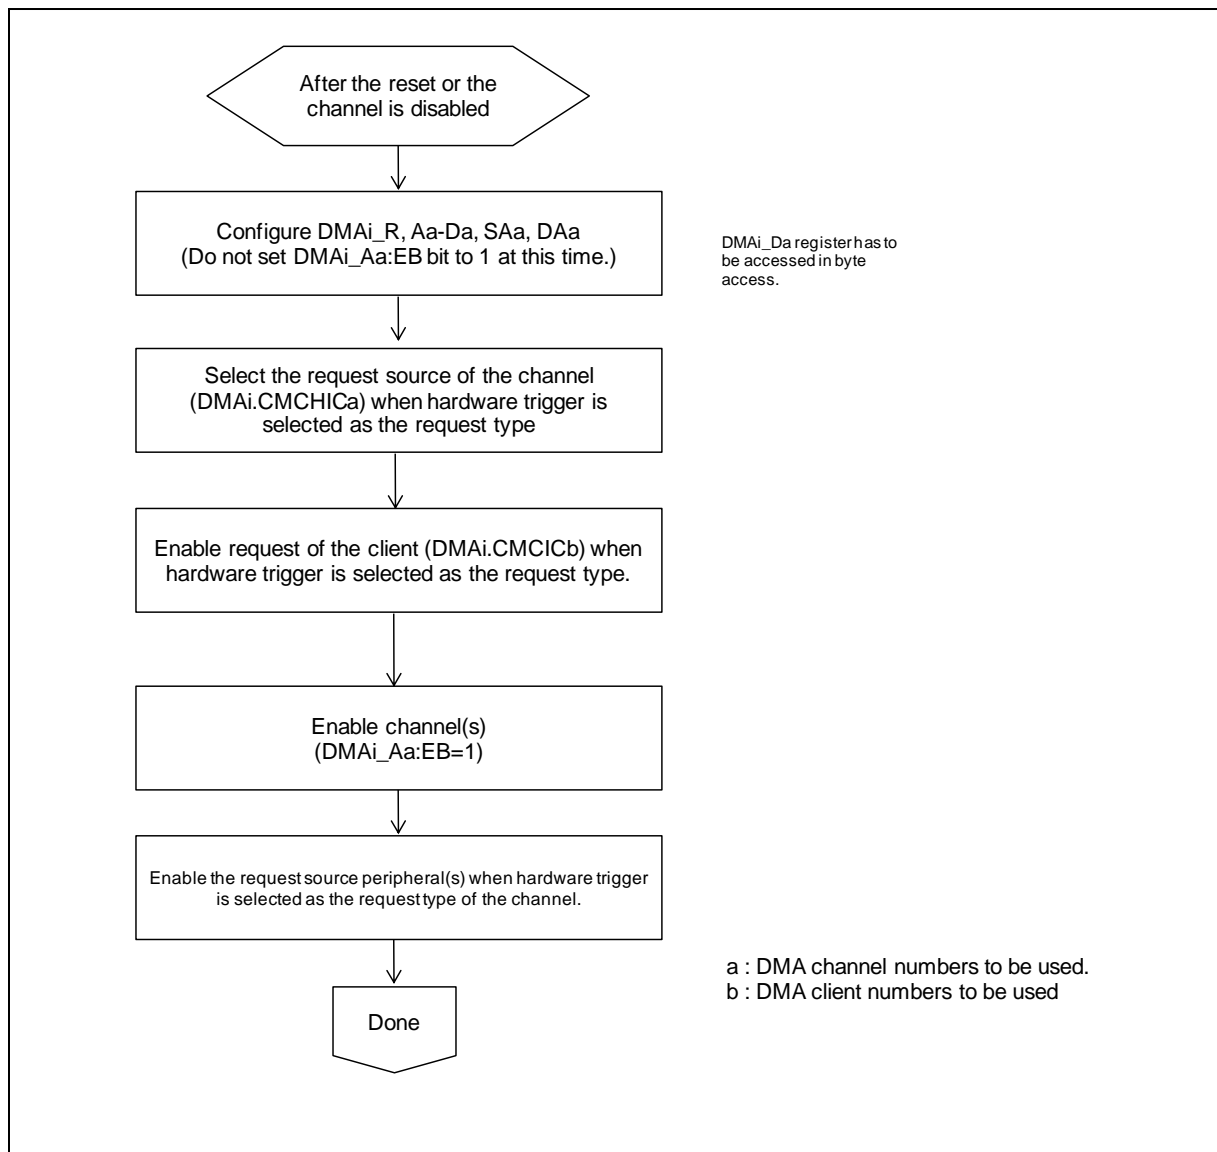 After the reset or the
channel is disabled
Configure DMAi_R, Aa-Da, SAa, DAa
(Do not set DMAi_Aa:EB bit to 1 at this time.)
DMAi_Da register has to
be accessed in byte
access.
Select the request source of the channel
(DMAi.CMCHICa) when hardware trigger is
selected as the request type
Enable request of the client (DMAi.CMCICb) when
hardware trigger is selected as the request type.
Enable channel(s)
(DMAi_Aa:EB=1)
Enable the request source peripheral(s) when hardware trigger
is selected as the request type of the channel.
a : DMA channel numbers to be used.
b : DMA client numbers to be used
Done